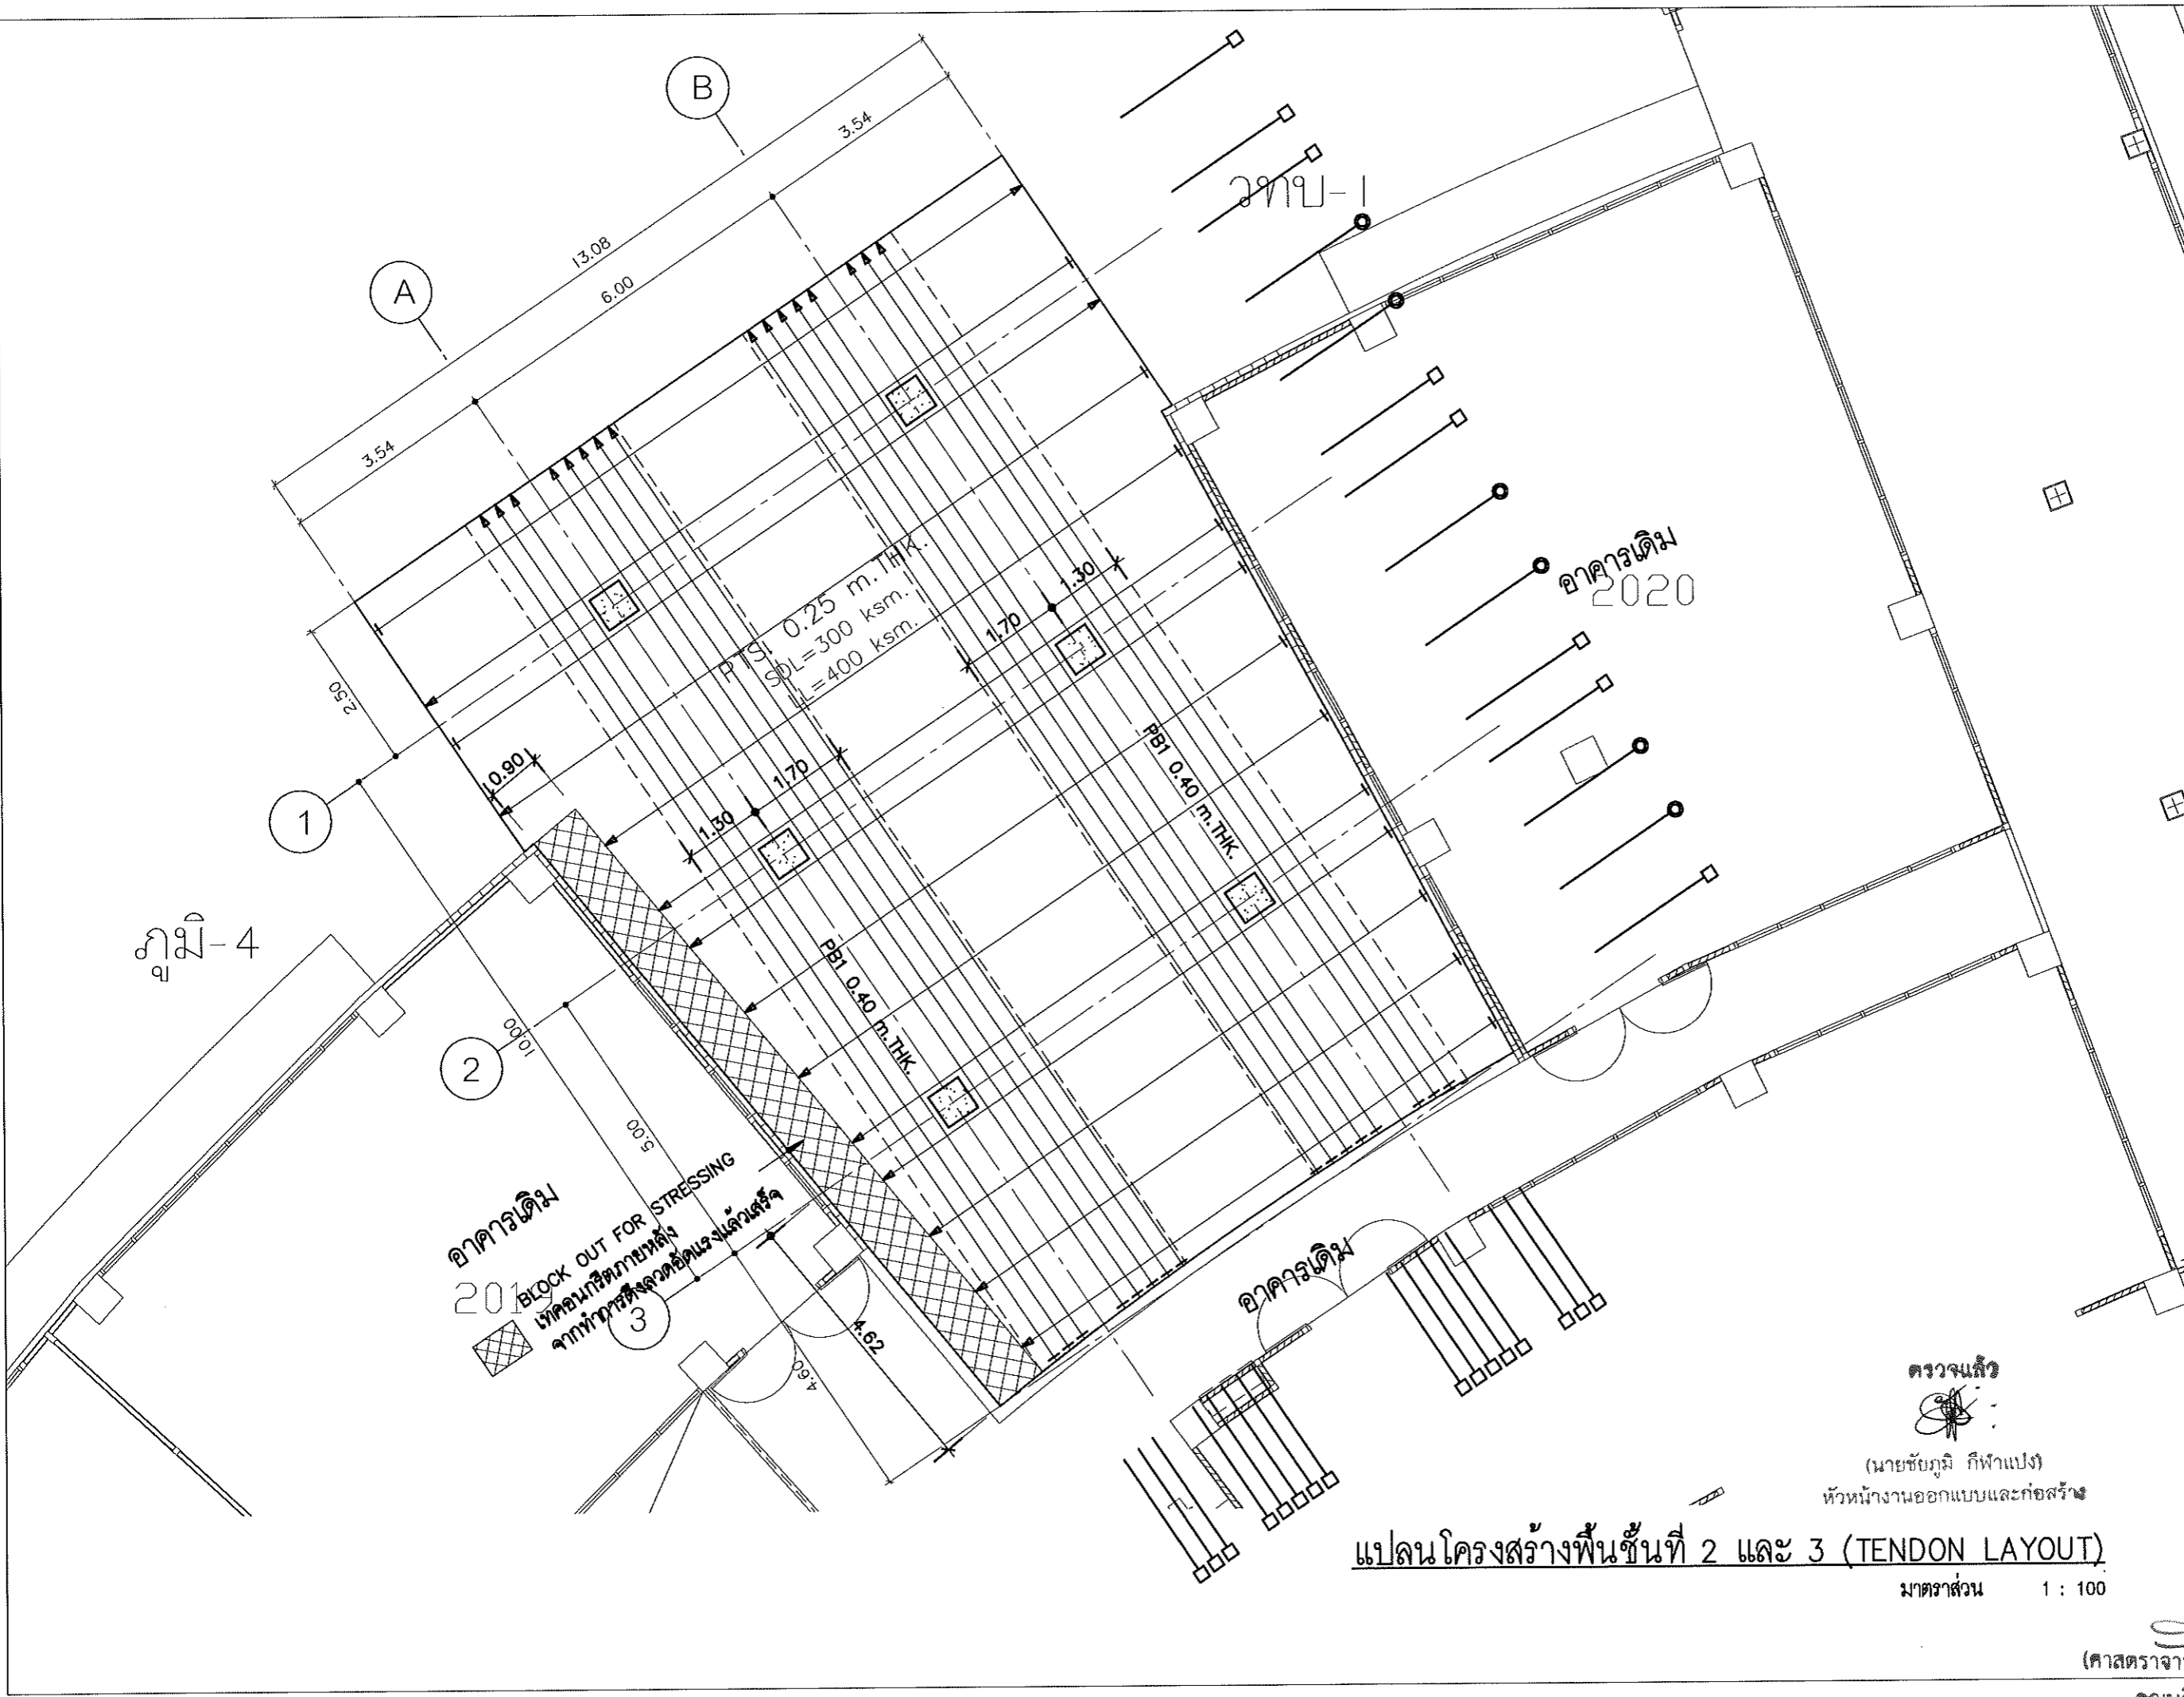 A
B
3.54
13.08
6.00
3.54
วทบ-1
2.50
1
2
3
10.00
5.00
4.60
4.62
0.90
1.30
1.70
1.70
1.30
P.T.S. 0.25 m.THK.
SDL=300 ksm.
LL=400 ksm.
PB1 0.40 m.THK.
PB1 0.40 m.THK.
ภูมิ-4
อาคารเดิม
2020
อาคารเดิม
2019
BLOCK OUT FOR STRESSING
เทคอนกรีตภายหลัง
จากทำการดึงลวดอัดแรงแล้วเสร็จ
อาคารเดิม
ตรวจแล้ว
(นายชัยภูมิ กีฬาแปง)
หัวหน้างานออกแบบและก่อสร้าง
แปลนโครงสร้างพื้นชั้นที่ 2 และ 3 (TENDON LAYOUT)
มาตราส่วน 1 : 100